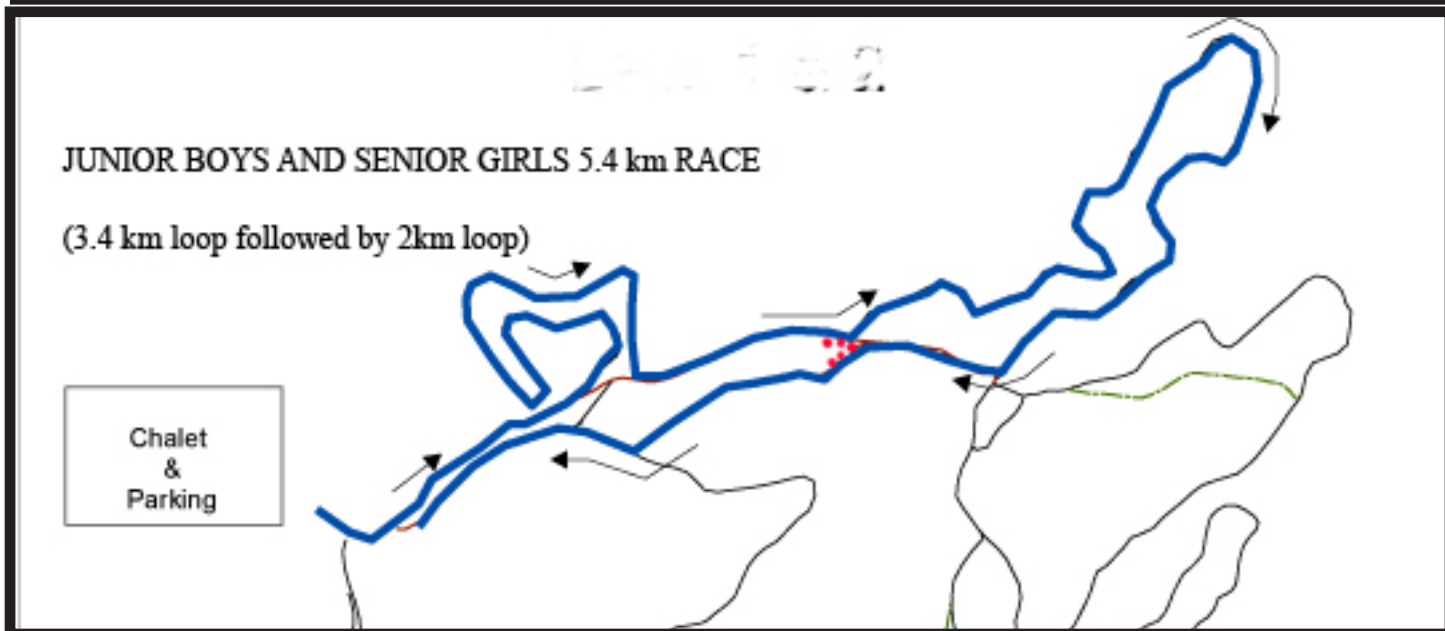 JUNIOR BOYS AND SENIOR GIRLS 5.4 km RACE
(3.4 km loop followed by 2km loop)
Chalet
&
Parking